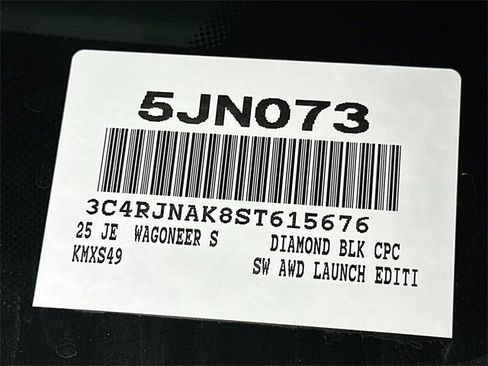 5JN073
3C4RJNAK8ST615676
25 JE WAGONEER S DIAMOND BLK CPC
KMXS49 SW AWD LAUNCH EDITI